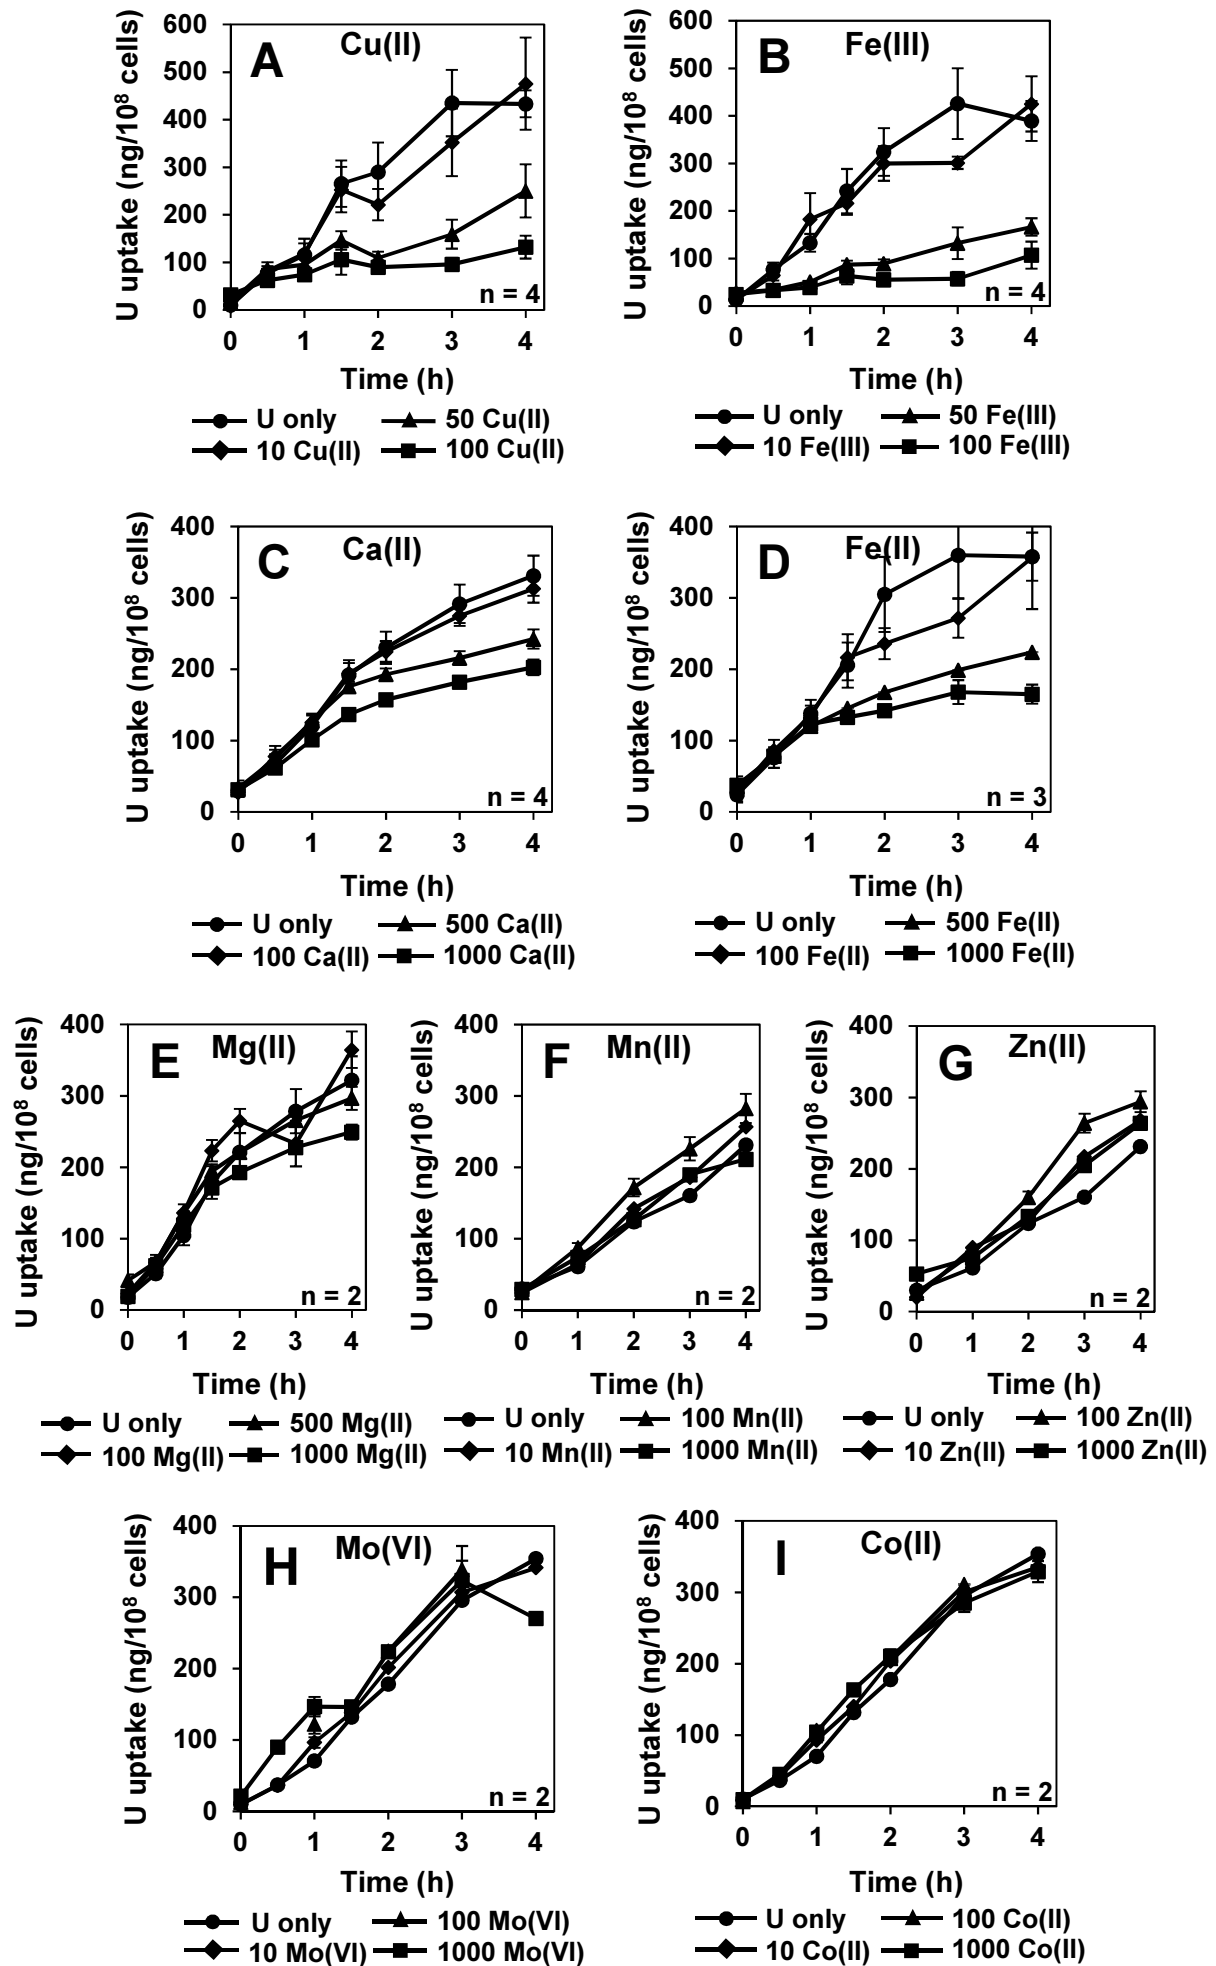 A Cu(II)
U uptake (ng/10⁸ cells)
600
500
400
300
200
100
0
n = 4
0 1 2 3 4
Time (h)
U only 50 Cu(II)
10 Cu(II) 100 Cu(II)
B Fe(III)
U uptake (ng/10⁸ cells)
600
500
400
300
200
100
0
n = 4
0 1 2 3 4
Time (h)
U only 50 Fe(III)
10 Fe(III) 100 Fe(III)
C Ca(II)
U uptake (ng/10⁸ cells)
400
300
200
100
0
n = 4
0 1 2 3 4
Time (h)
U only 500 Ca(II)
100 Ca(II) 1000 Ca(II)
D Fe(II)
U uptake (ng/10⁸ cells)
400
300
200
100
0
n = 3
0 1 2 3 4
Time (h)
U only 500 Fe(II)
100 Fe(II) 1000 Fe(II)
E Mg(II)
U uptake (ng/10⁸ cells)
400
300
200
100
0
n = 2
0 1 2 3 4
Time (h)
U only 500 Mg(II)
100 Mg(II) 1000 Mg(II)
F Mn(II)
U uptake (ng/10⁸ cells)
400
300
200
100
0
n = 2
0 1 2 3 4
Time (h)
U only 100 Mn(II)
10 Mn(II) 1000 Mn(II)
G Zn(II)
U uptake (ng/10⁸ cells)
400
300
200
100
0
n = 2
0 1 2 3 4
Time (h)
U only 100 Zn(II)
10 Zn(II) 1000 Zn(II)
H Mo(VI)
U uptake (ng/10⁸ cells)
400
300
200
100
0
n = 2
0 1 2 3 4
Time (h)
U only 100 Mo(VI)
10 Mo(VI) 1000 Mo(VI)
I Co(II)
U uptake (ng/10⁸ cells)
400
300
200
100
0
n = 2
0 1 2 3 4
Time (h)
U only 100 Co(II)
10 Co(II) 1000 Co(II)